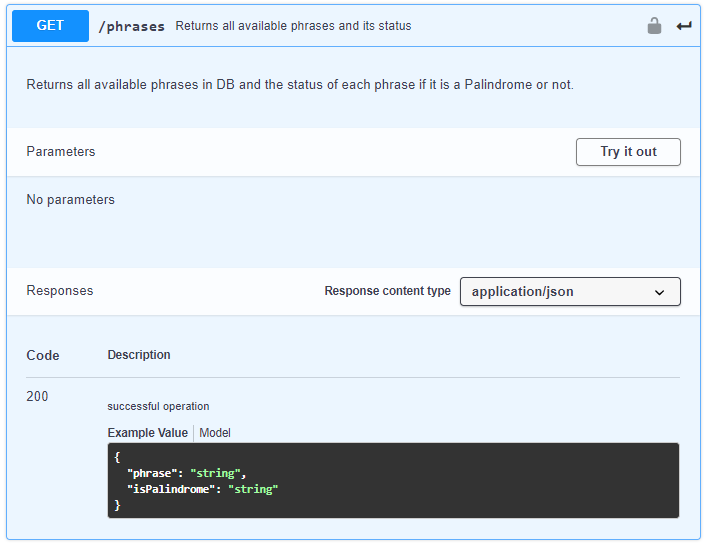 GET /phrases Returns all available phrases and its status
Returns all available phrases in DB and the status of each phrase if it is a Palindrome or not.
Parameters Try it out
No parameters
Responses Response content type application/json
Code Description
200
successful operation
Example Value Model
{
"phrase": "string",
"isPalindrome": "string"
}